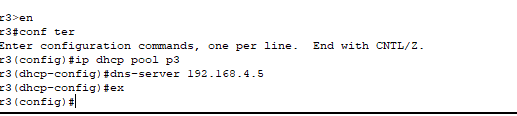 r3>en
r3#conf ter
Enter configuration commands, one per line.  End with CNTL/Z.
r3(config)#ip dhcp pool p3
r3(dhcp-config)#dns-server 192.168.4.5
r3(dhcp-config)#ex
r3(config)#